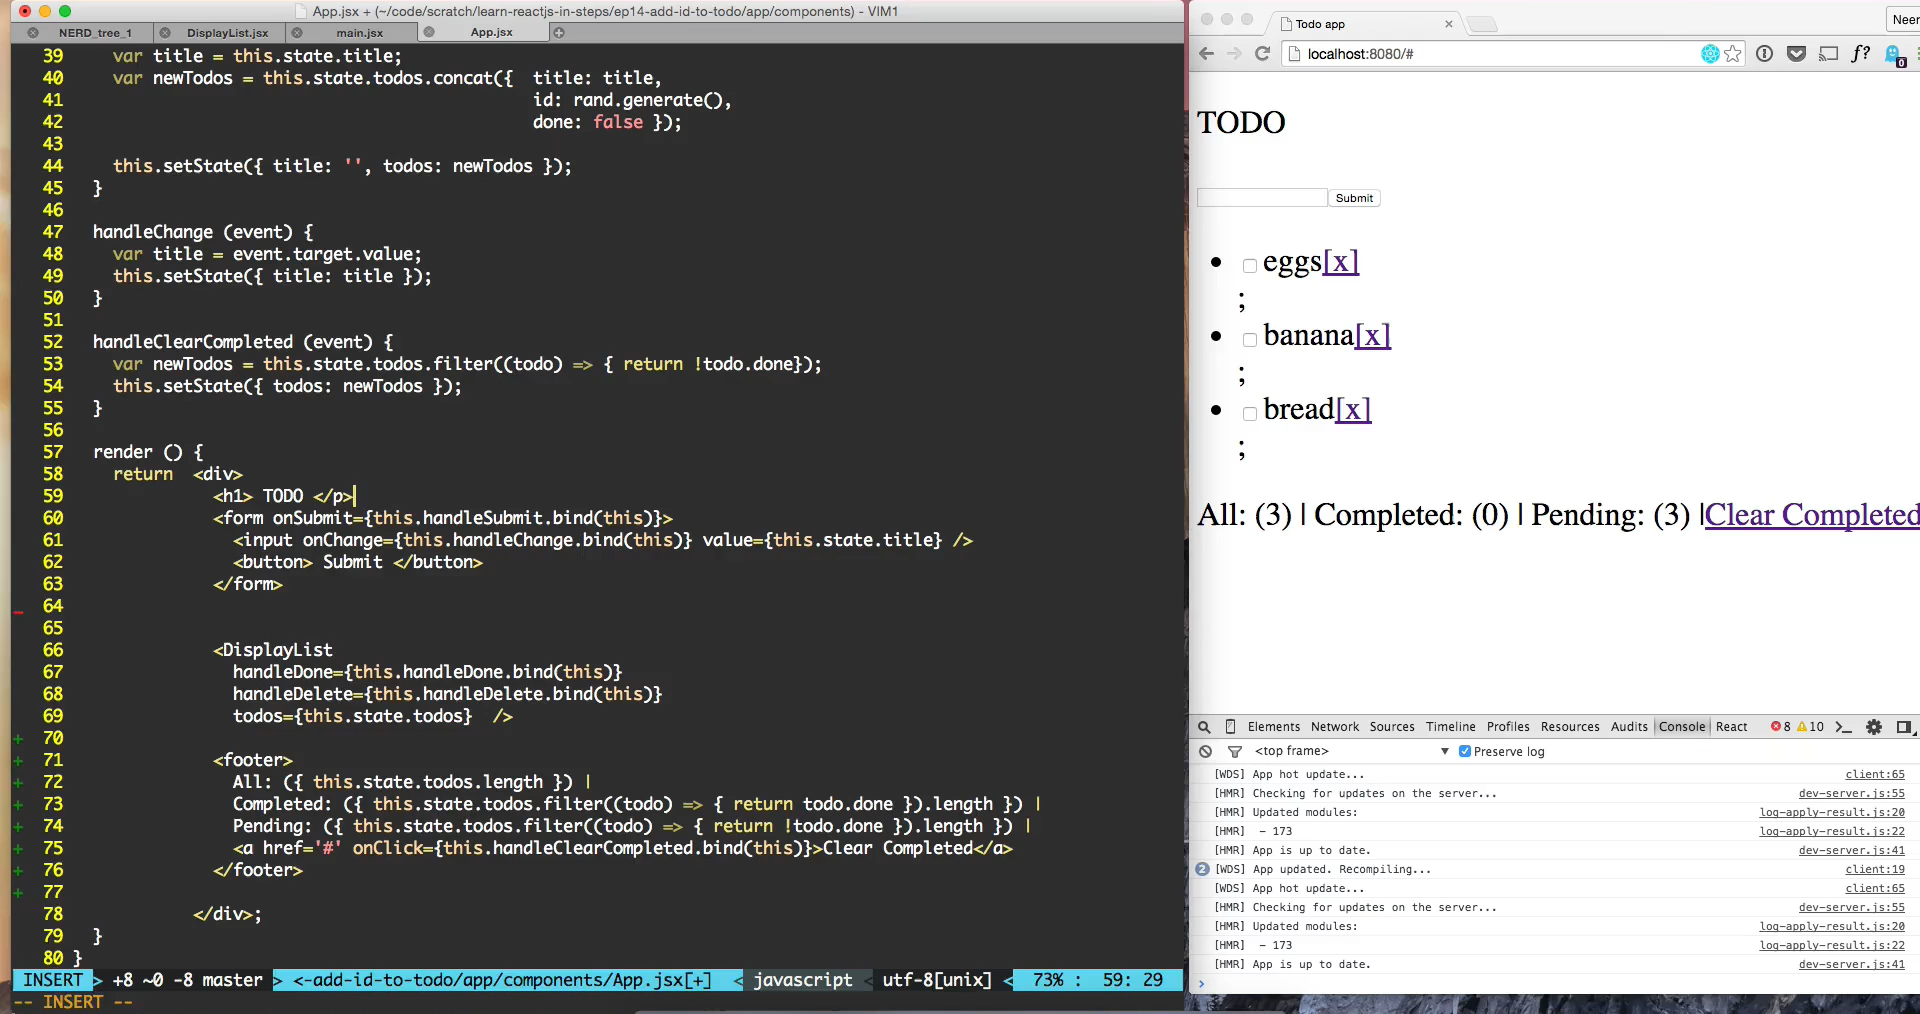 App.jsx + (~/code/scratch/learn-reactjs-in-steps/ep14-add-id-to-todo/app/components) - VIM1
NERD_tree_1 DisplayList.jsx main.jsx App.jsx
39 var title = this.state.title;
40 var newTodos = this.state.todos.concat({ title: title,
41 id: rand.generate(),
42 done: false });
43
44 this.setState({ title: '', todos: newTodos });
45 }
46
47 handleChange (event) {
48 var title = event.target.value;
49 this.setState({ title: title });
50 }
51
52 handleClearCompleted (event) {
53 var newTodos = this.state.todos.filter((todo) => { return !todo.done});
54 this.setState({ todos: newTodos });
55 }
56
57 render () {
58 return <div>
59 <h1> TODO </p>
60 <form onSubmit={this.handleSubmit.bind(this)}>
61 <input onChange={this.handleChange.bind(this)} value={this.state.title} />
62 <button> Submit </button>
63 </form>
64
65
66 <DisplayList
67 handleDone={this.handleDone.bind(this)}
68 handleDelete={this.handleDelete.bind(this)}
69 todos={this.state.todos} />
+ 70
+ 71 <footer>
+ 72 All: ({ this.state.todos.length }) |
+ 73 Completed: ({ this.state.todos.filter((todo) => { return todo.done }).length }) |
+ 74 Pending: ({ this.state.todos.filter((todo) => { return !todo.done }).length }) |
+ 75 <a href='#' onClick={this.handleClearCompleted.bind(this)}>Clear Completed</a>
+ 76 </footer>
+ 77
78 </div>;
79 }
80 }
INSERT > +8 ~0 -8 master > <-add-id-to-todo/app/components/App.jsx[+] < javascript < utf-8[unix] < 73% : 59: 29
-- INSERT --
Todo app
Neer
localhost:8080/#
f?
0
TODO
Submit
• eggs[x]
;
• banana[x]
;
• bread[x]
;
All: (3) | Completed: (0) | Pending: (3) |Clear Completed
Elements Network Sources Timeline Profiles Resources Audits Console React 8 10
<top frame> ▼ Preserve log
[WDS] App hot update... client:65
[HMR] Checking for updates on the server... dev-server.js:55
[HMR] Updated modules: log-apply-result.js:20
[HMR] - 173 log-apply-result.js:22
[HMR] App is up to date. dev-server.js:41
2 [WDS] App updated. Recompiling... client:19
[WDS] App hot update... client:65
[HMR] Checking for updates on the server... dev-server.js:55
[HMR] Updated modules: log-apply-result.js:20
[HMR] - 173 log-apply-result.js:22
[HMR] App is up to date. dev-server.js:41
>